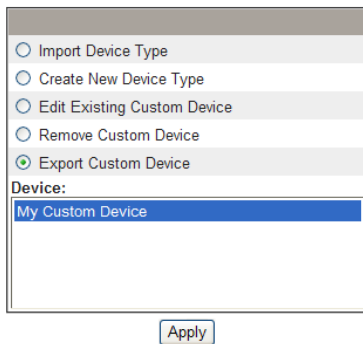 Import Device Type
Create New Device Type
Edit Existing Custom Device
Remove Custom Device
Export Custom Device
Device:
My Custom Device
Apply